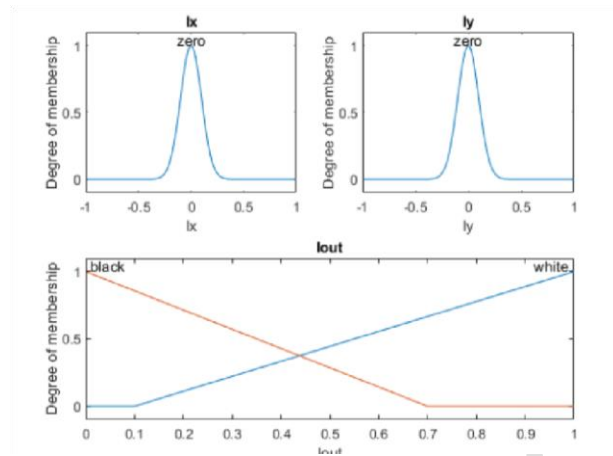 Ix
zero
Degree of membership
1
0.5
0
-1
-0.5
0
0.5
1
Ix
Iy
zero
Degree of membership
1
0.5
0
-1
-0.5
0
0.5
1
Iy
Iout
black
white
Degree of membership
1
0.5
0
0
0.1
0.2
0.3
0.4
0.5
0.6
0.7
0.8
0.9
1
Iout